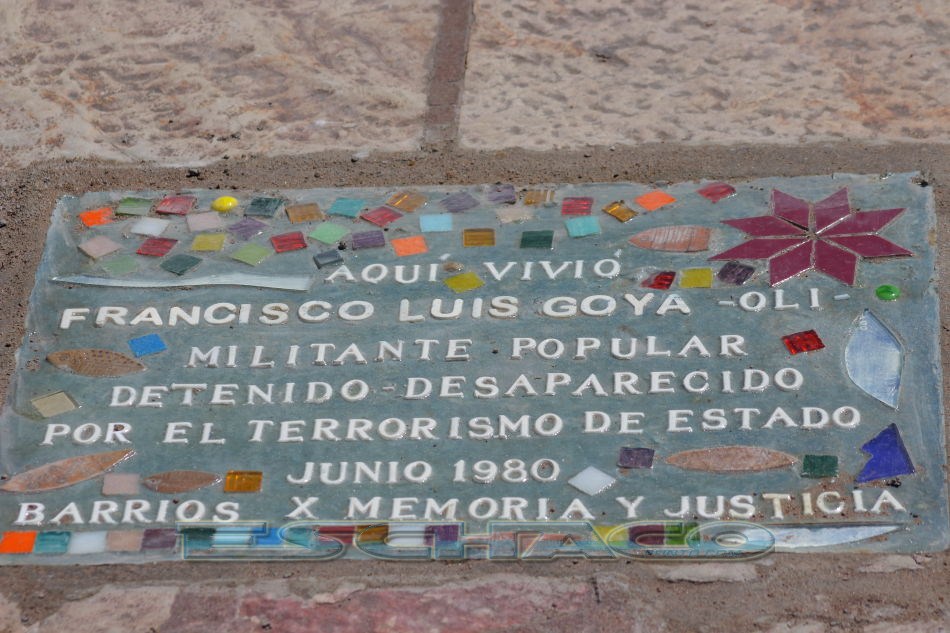 AQUÍ VIVIÓ
FRANCISCO LUIS GOYA -OLI-
MILITANTE POPULAR
DETENIDO-DESAPARECIDO
POR EL TERRORISMO DE ESTADO
JUNIO 1980
BARRIOS X MEMORIA Y JUSTICIA
ESCHACO